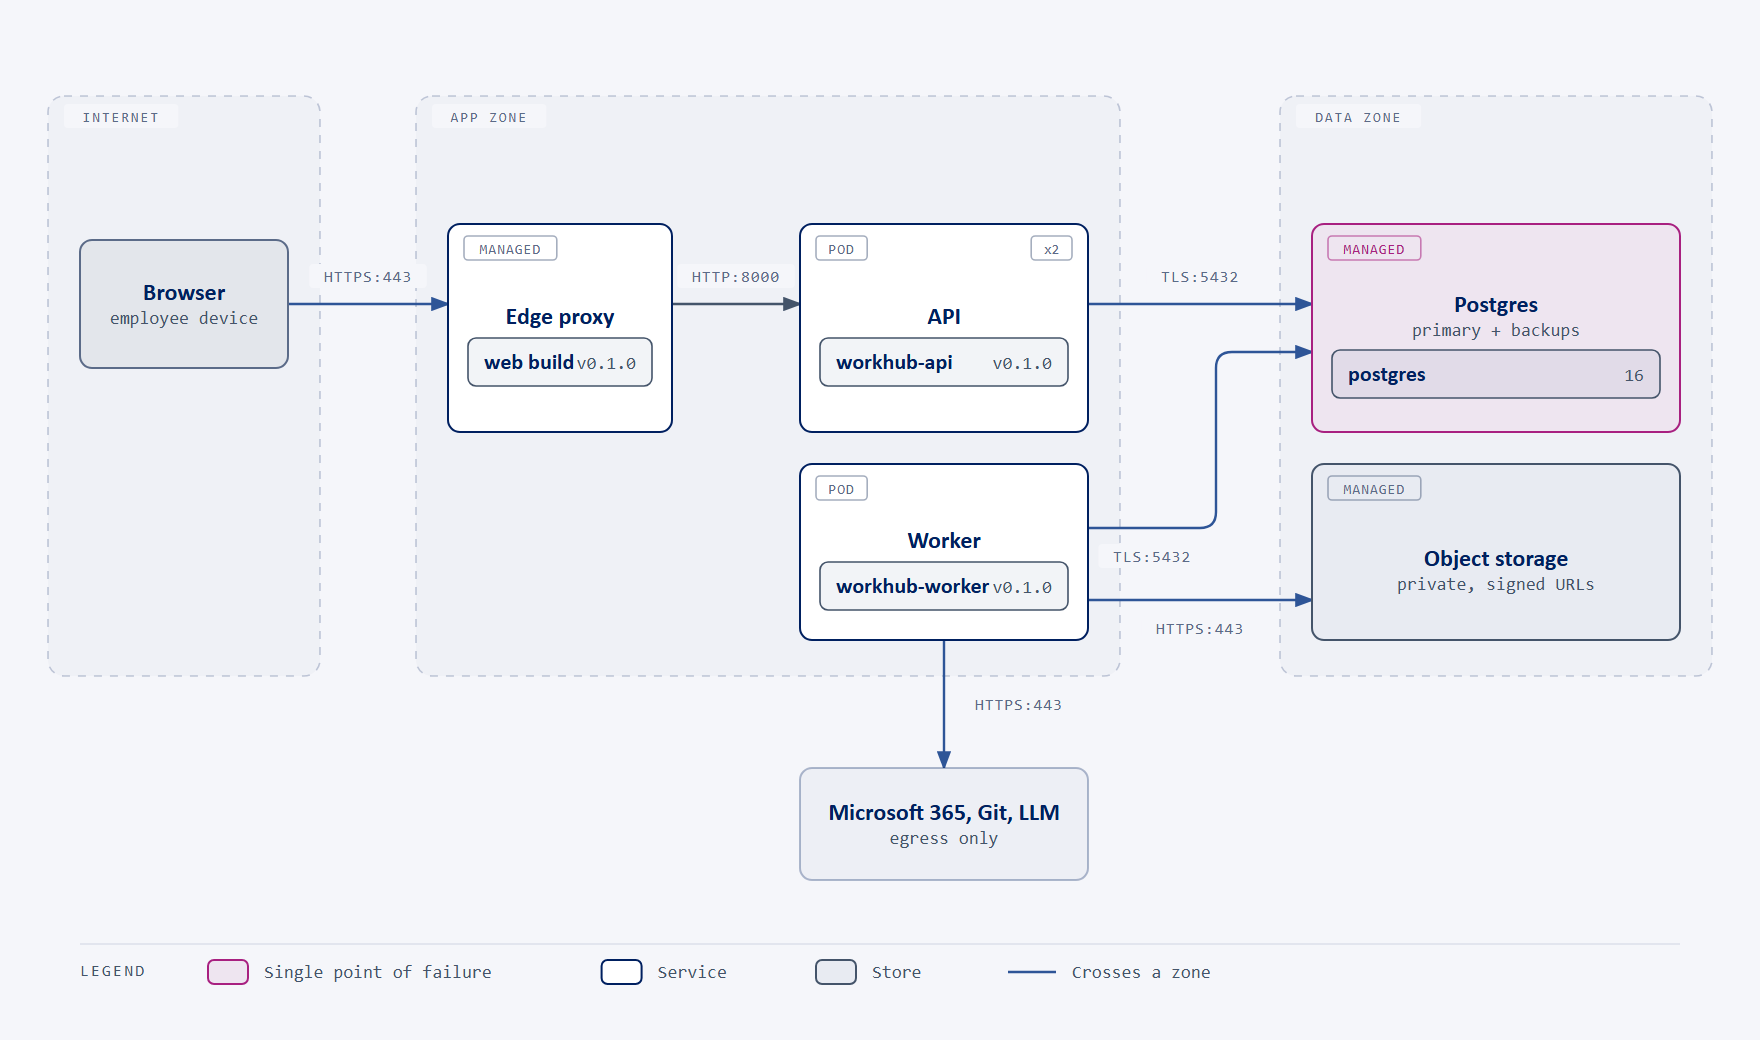 INTERNET
Browser
employee device
HTTPS:443
APP ZONE
MANAGED
Edge proxy
web build v0.1.0
HTTP:8000
POD x2
API
workhub-api v0.1.0
POD
Worker
workhub-worker v0.1.0
TLS:5432
TLS:5432
HTTPS:443
DATA ZONE
MANAGED
Postgres
primary + backups
postgres 16
MANAGED
Object storage
private, signed URLs
HTTPS:443
Microsoft 365, Git, LLM
egress only
LEGEND Single point of failure Service Store Crosses a zone